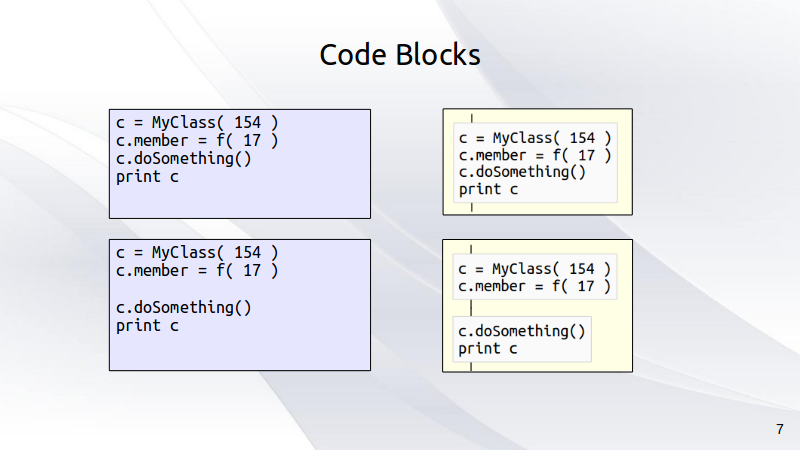 Code Blocks
c = MyClass( 154 )
c.member = f( 17 )
c.doSomething()
print c
c = MyClass( 154 )
c.member = f( 17 )
c.doSomething()
print c
c = MyClass( 154 )
c.member = f( 17 )
c.doSomething()
print c
c = MyClass( 154 )
c.member = f( 17 )
c.doSomething()
print c
7